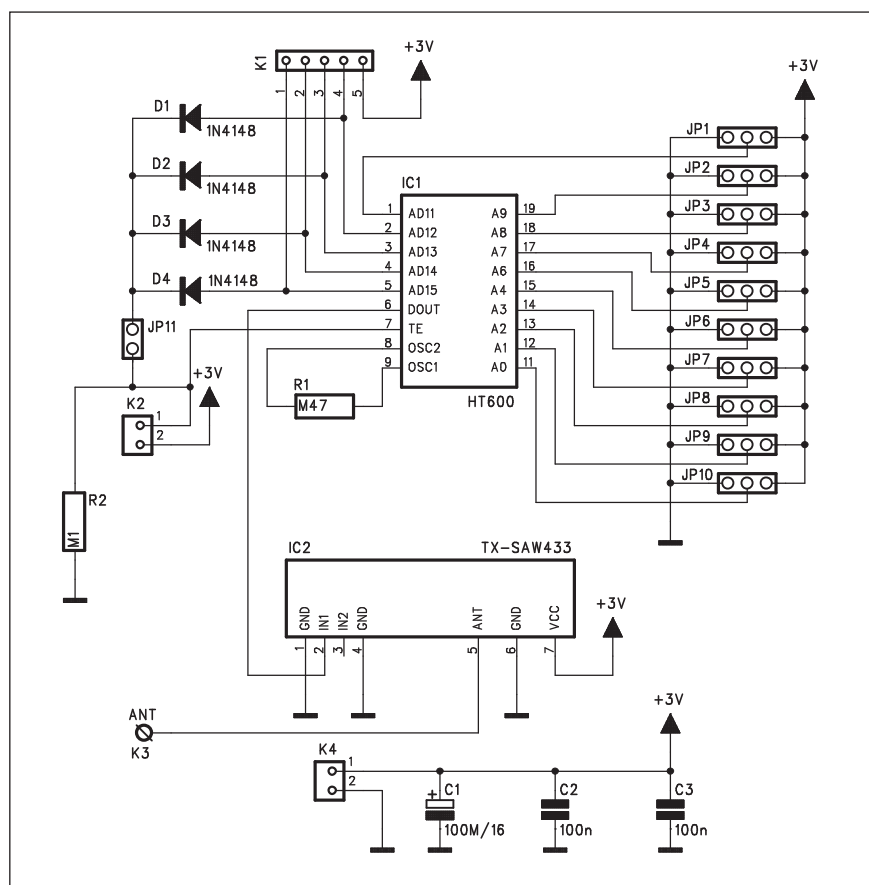 K1
1
2
3
4
5
+3V
+3V
D1
1N4148
D2
1N4148
D3
1N4148
D4
1N4148
JP11
+3V
K2
1
2
R2
M1
R1
M47
IC1
1 AD11 A9 19
2 AD12 A8 18
3 AD13 A7 17
4 AD14 A6 16
5 AD15 A4 15
6 DOUT A3 14
7 TE A2 13
8 OSC2 A1 12
9 OSC1 A0 11
HT600
JP1
JP2
JP3
JP4
JP5
JP6
JP7
JP8
JP9
JP10
IC2 TX-SAW433
GND IN1 IN2 GND ANT GND VCC
1 2 3 4 5 6 7
+3V
ANT
K3
+3V
K4
1
2
+ C1
100M/16
C2
100n
C3
100n